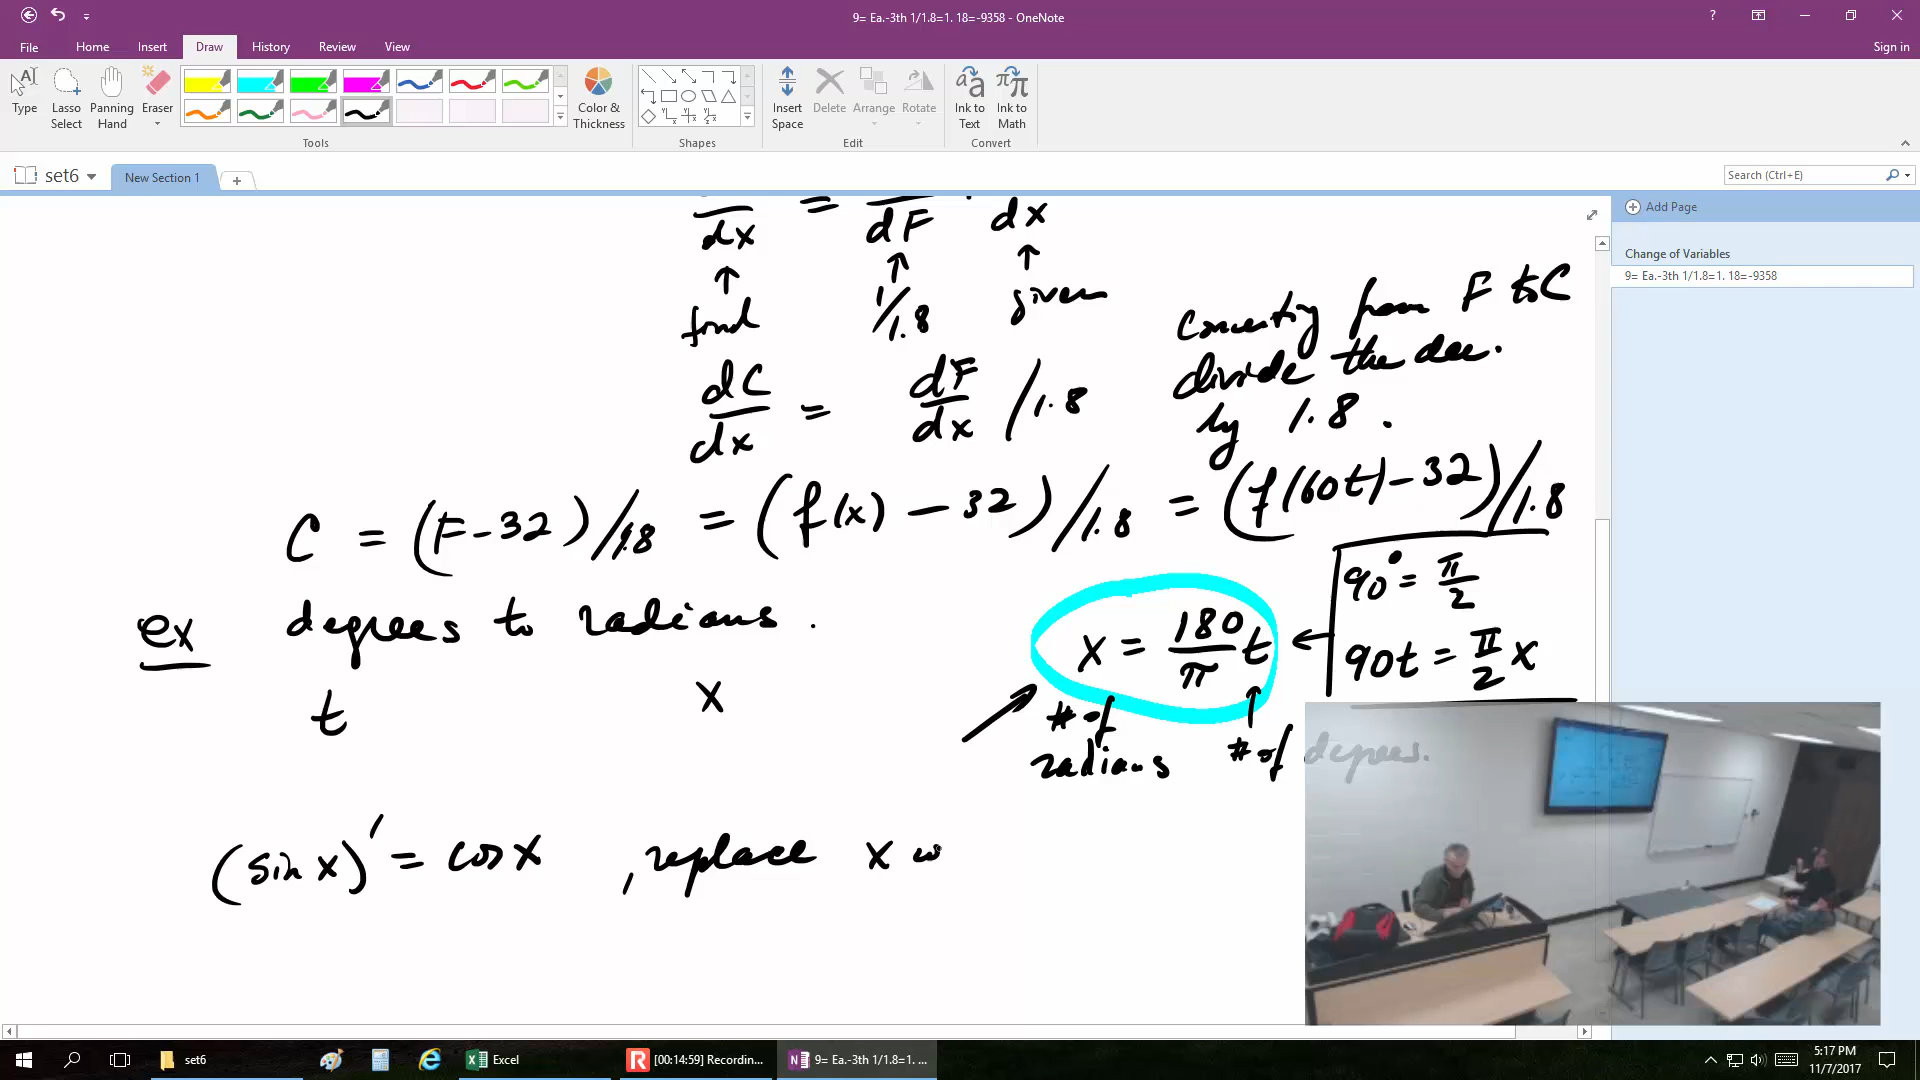 9= Ea.-3th 1/1.8=1. 18=-9358 - OneNote
File Home Insert Draw History Review View
Sign in
Type
Lasso Select
Panning Hand
Eraser
Color & Thickness
Insert Space
Delete
Arrange
Rotate
Ink to Text
Ink to Math
Tools Shapes Edit Convert
set6
New Section 1
Search (Ctrl+E)
Add Page
Change of Variables
9= Ea.-3th 1/1.8=1. 18=-9358
dx = dF · dx
↑ ↑ ↑
find 1/1.8 given
dC/dx = dF/dx /1.8
Converting from F to C
divide the der.
by 1.8.
C = (F-32)/1.8 = (f(x) - 32)/1.8 = (f(60t) - 32)/1.8
ex degrees to radians.
t x
x = 180/π t ←
90° = π/2
90t = π/2 x
# of radians
# of degrees.
(sin x)' = cos x , replace x w
set6
Excel
[00:14:59] Recordin...
9= Ea.-3th 1/1.8=1. ...
5:17 PM
11/7/2017